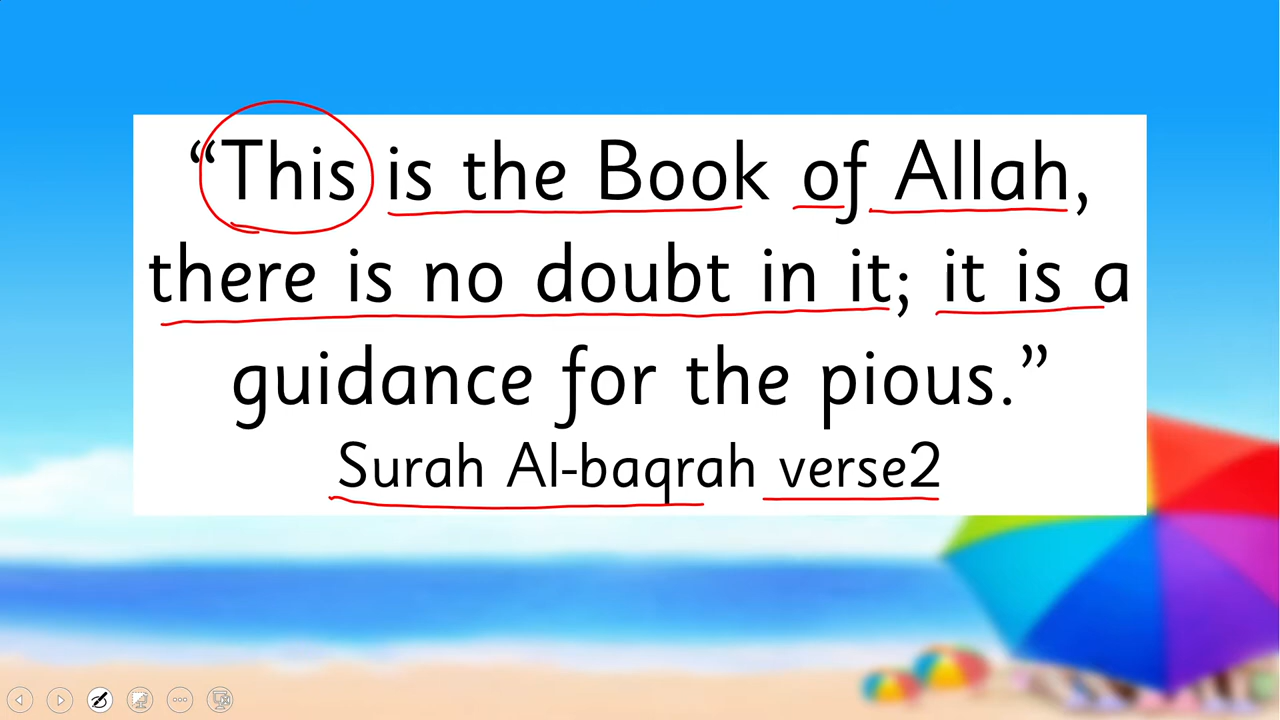 “This is the Book of Allah,
there is no doubt in it; it is a
guidance for the pious.”
Surah Al-baqrah verse2